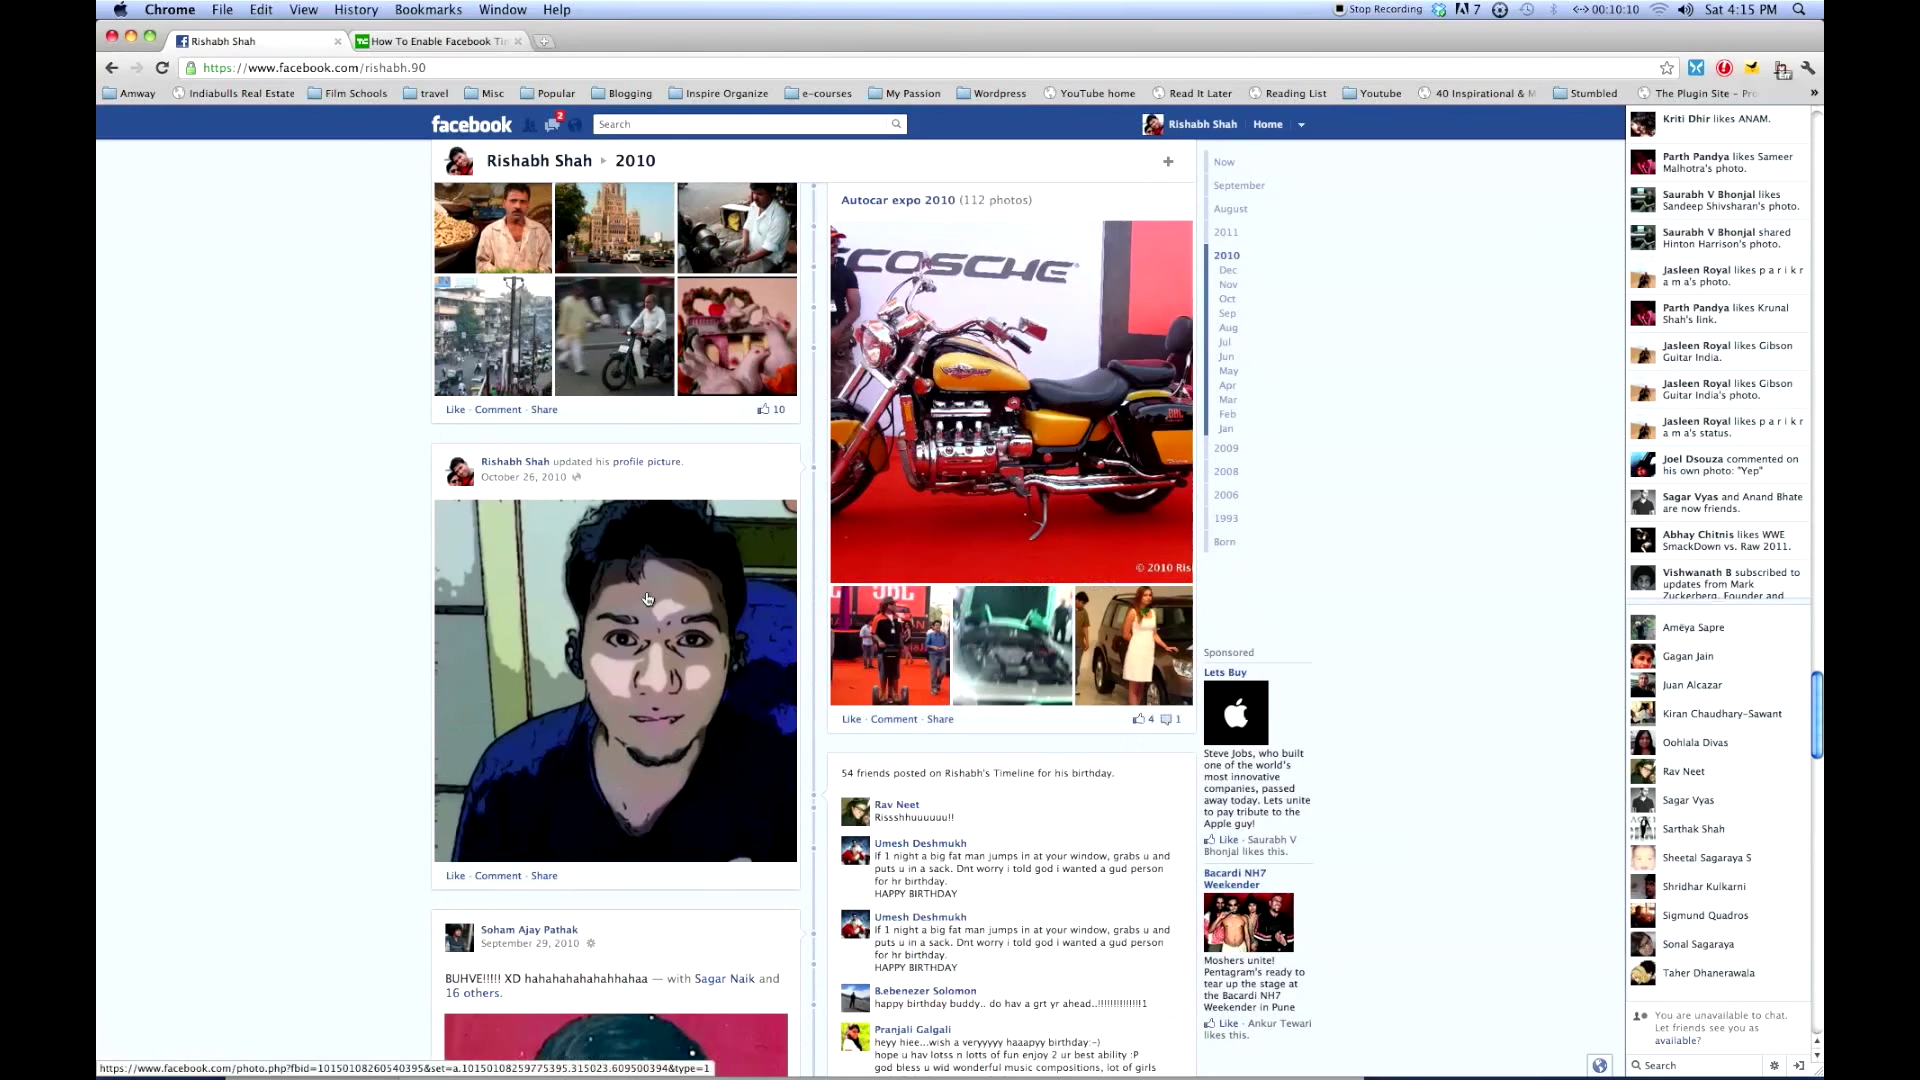 Chrome File Edit View History Bookmarks Window Help
Stop Recording 7 00:10:10 Sat 4:15 PM
Rishabh Shah
How To Enable Facebook Tim
https://www.facebook.com/rishabh.90
Amway Indiabulls Real Estate Film Schools travel Misc Popular Blogging Inspire Organize e-courses My Passion Wordpress YouTube home Read It Later Reading List Youtube 40 Inspirational & M Stumbled The Plugin Site - Pro »
facebook 2 Search Rishabh Shah Home
Rishabh Shah ▸ 2010 +
Like · Comment · Share 10
Rishabh Shah updated his profile picture.
October 26, 2010
Like · Comment · Share
Soham Ajay Pathak
September 29, 2010
BUHVE!!!!! XD hahahahahahahhahaa — with Sagar Naik and
16 others.
Autocar expo 2010 (112 photos)
SCOSCHE
JBL
© 2010 Ris
JBL
Like · Comment · Share 4 1
54 friends posted on Rishabh's Timeline for his birthday.
Rav Neet
Rissshhuuuuuu!!
Umesh Deshmukh
If 1 night a big fat man jumps in at your window, grabs u and
puts u in a sack. Dnt worry i told god i wanted a gud person
for hr birthday.
HAPPY BIRTHDAY
Umesh Deshmukh
If 1 night a big fat man jumps in at your window, grabs u and
puts u in a sack. Dnt worry i told god i wanted a gud person
for hr birthday.
HAPPY BIRTHDAY
B.ebenezer Solomon
happy birthday buddy.. do hav a grt yr ahead..!!!!!!!!!!!!!!1
Pranjali Galgali
heyy hiee...wish a veryyyyy haaapyy birthday:-)
hope u hav lotss n lotts of fun enjoy 2 ur best ability :P
god bless u wid wonderful music compositions, lot of girls
Now
September
August
2011
2010
Dec
Nov
Oct
Sep
Aug
Jul
Jun
May
Apr
Mar
Feb
Jan
2009
2008
2006
1993
Born
Sponsored
Lets Buy
Steve Jobs, who built
one of the world's
most innovative
companies, passed
away today. Lets unite
to pay tribute to the
Apple guy!
Like · Saurabh V
Bhonjal likes this.
Bacardi NH7
Weekender
Moshers unite!
Pentagram's ready to
tear up the stage at
the Bacardi NH7
Weekender in Pune
Like · Ankur Tewari
likes this.
Kriti Dhir likes ANAM.
Parth Pandya likes Sameer
Malhotra's photo.
Saurabh V Bhonjal likes
Sandeep Shivsharan's photo.
Saurabh V Bhonjal shared
Hinton Harrison's photo.
Jasleen Royal likes p a r i k r
a m a's photo.
Parth Pandya likes Krunal
Shah's link.
Jasleen Royal likes Gibson
Guitar India.
Jasleen Royal likes Gibson
Guitar India's photo.
Jasleen Royal likes p a r i k r
a m a's status.
Joel Dsouza commented on
his own photo: "Yep"
Sagar Vyas and Anand Bhate
are now friends.
Abhay Chitnis likes WWE
SmackDown vs. Raw 2011.
Vishwanath B subscribed to
updates from Mark
Zuckerberg, Founder and
Ameya Sapre
Gagan Jain
Juan Alcazar
Kiran Chaudhary-Sawant
Oohlala Divas
Rav Neet
Sagar Vyas
Sarthak Shah
Sheetal Sagaraya S
Shridhar Kulkarni
Sigmund Quadros
Sonal Sagaraya
Taher Dhanerawala
You are unavailable to chat.
Let friends see you as
available?
Search
https://www.facebook.com/photo.php?fbid=10150108260540395&set=a.10150108259775395.315023.609500394&type=1